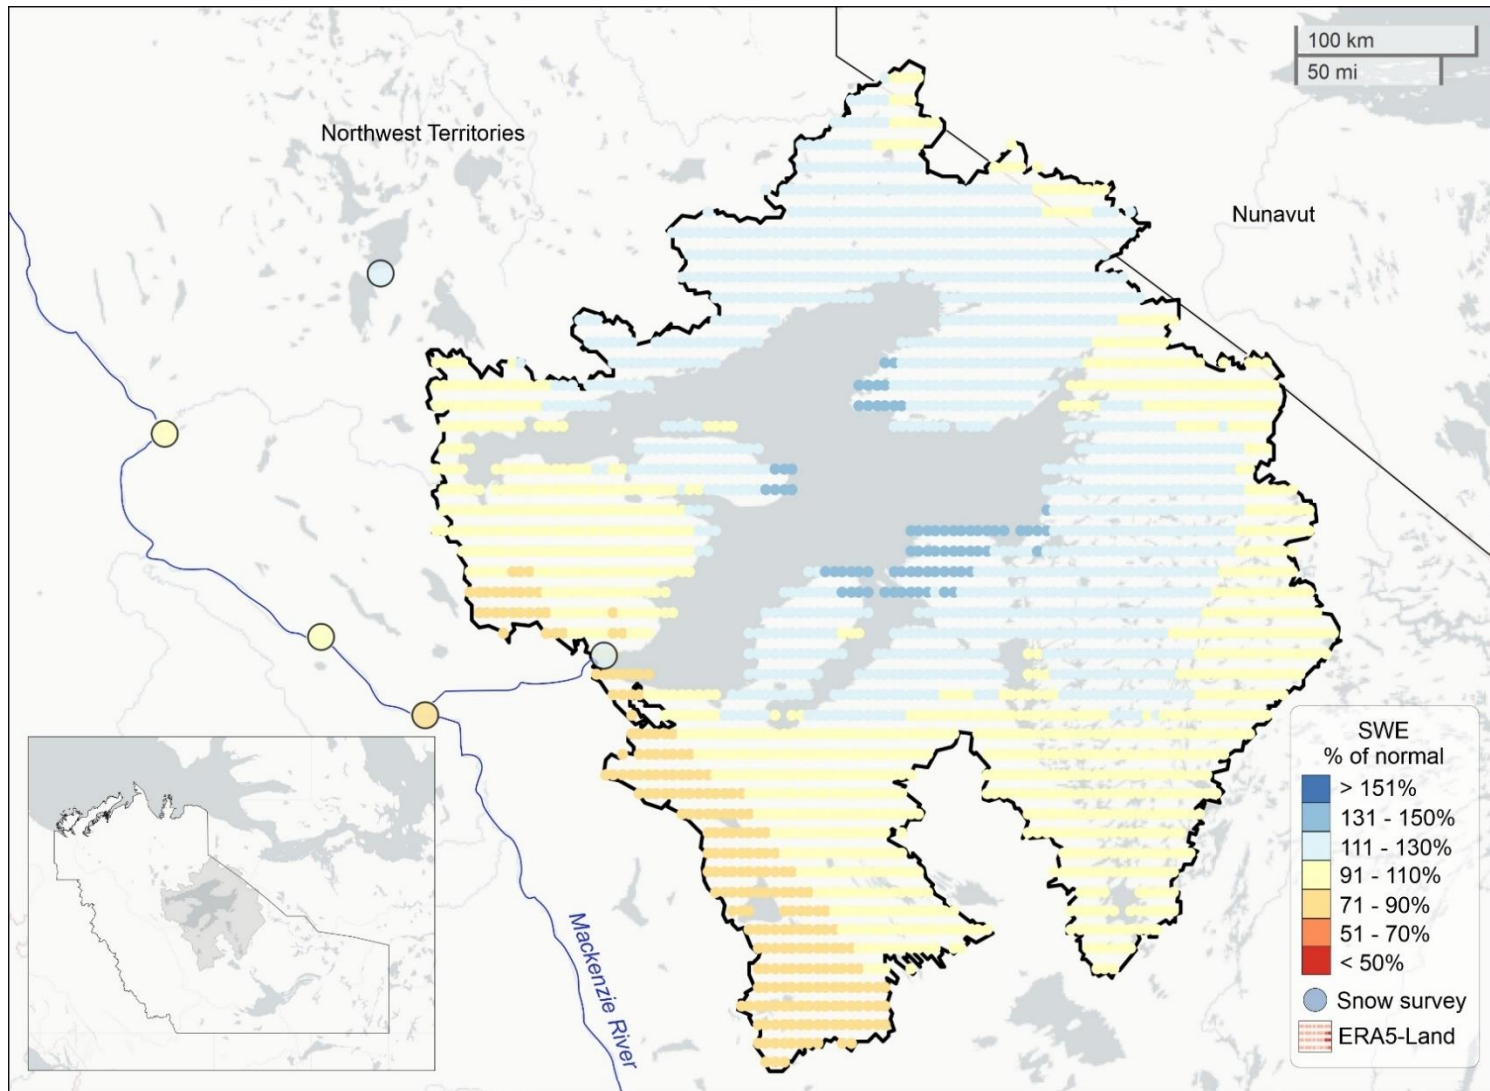 100 km
50 mi
Northwest Territories
Nunavut
Mackenzie River
SWE
% of normal
> 151%
131 - 150%
111 - 130%
91 - 110%
71 - 90%
51 - 70%
< 50%
Snow survey
ERA5-Land